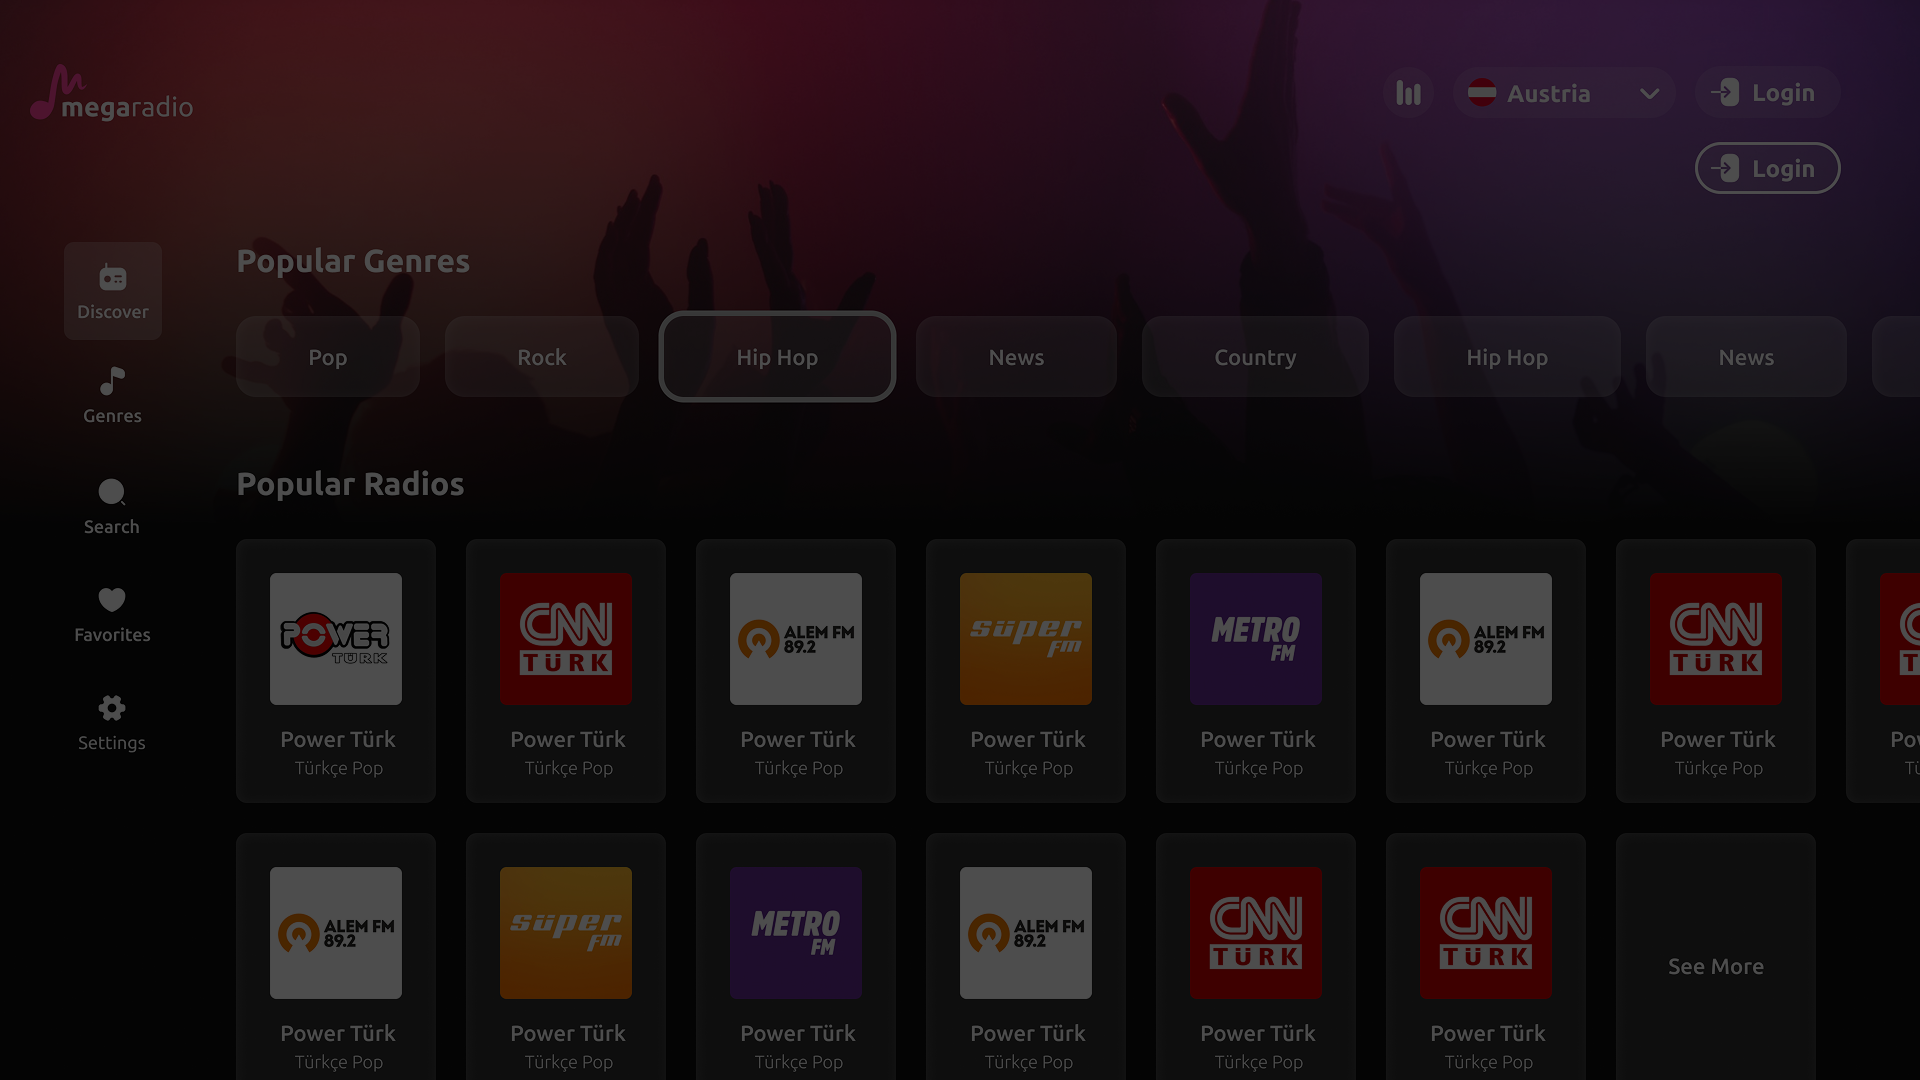 megaradio
Austria
Login
Login
Discover
Genres
Search
Favorites
Settings
Popular Genres
Pop
Rock
Hip Hop
News
Country
Hip Hop
News
Popular Radios
POWER
TÜRK
Power Türk
Türkçe Pop
CNN
TÜRK
Power Türk
Türkçe Pop
ALEM FM
89.2
Power Türk
Türkçe Pop
süper
fm
Power Türk
Türkçe Pop
METRO
FM
Power Türk
Türkçe Pop
ALEM FM
89.2
Power Türk
Türkçe Pop
CNN
TÜRK
Power Türk
Türkçe Pop
ALEM FM
89.2
Power Türk
Türkçe Pop
süper
fm
Power Türk
Türkçe Pop
METRO
FM
Power Türk
Türkçe Pop
ALEM FM
89.2
Power Türk
Türkçe Pop
CNN
TÜRK
Power Türk
Türkçe Pop
CNN
TÜRK
Power Türk
Türkçe Pop
See More